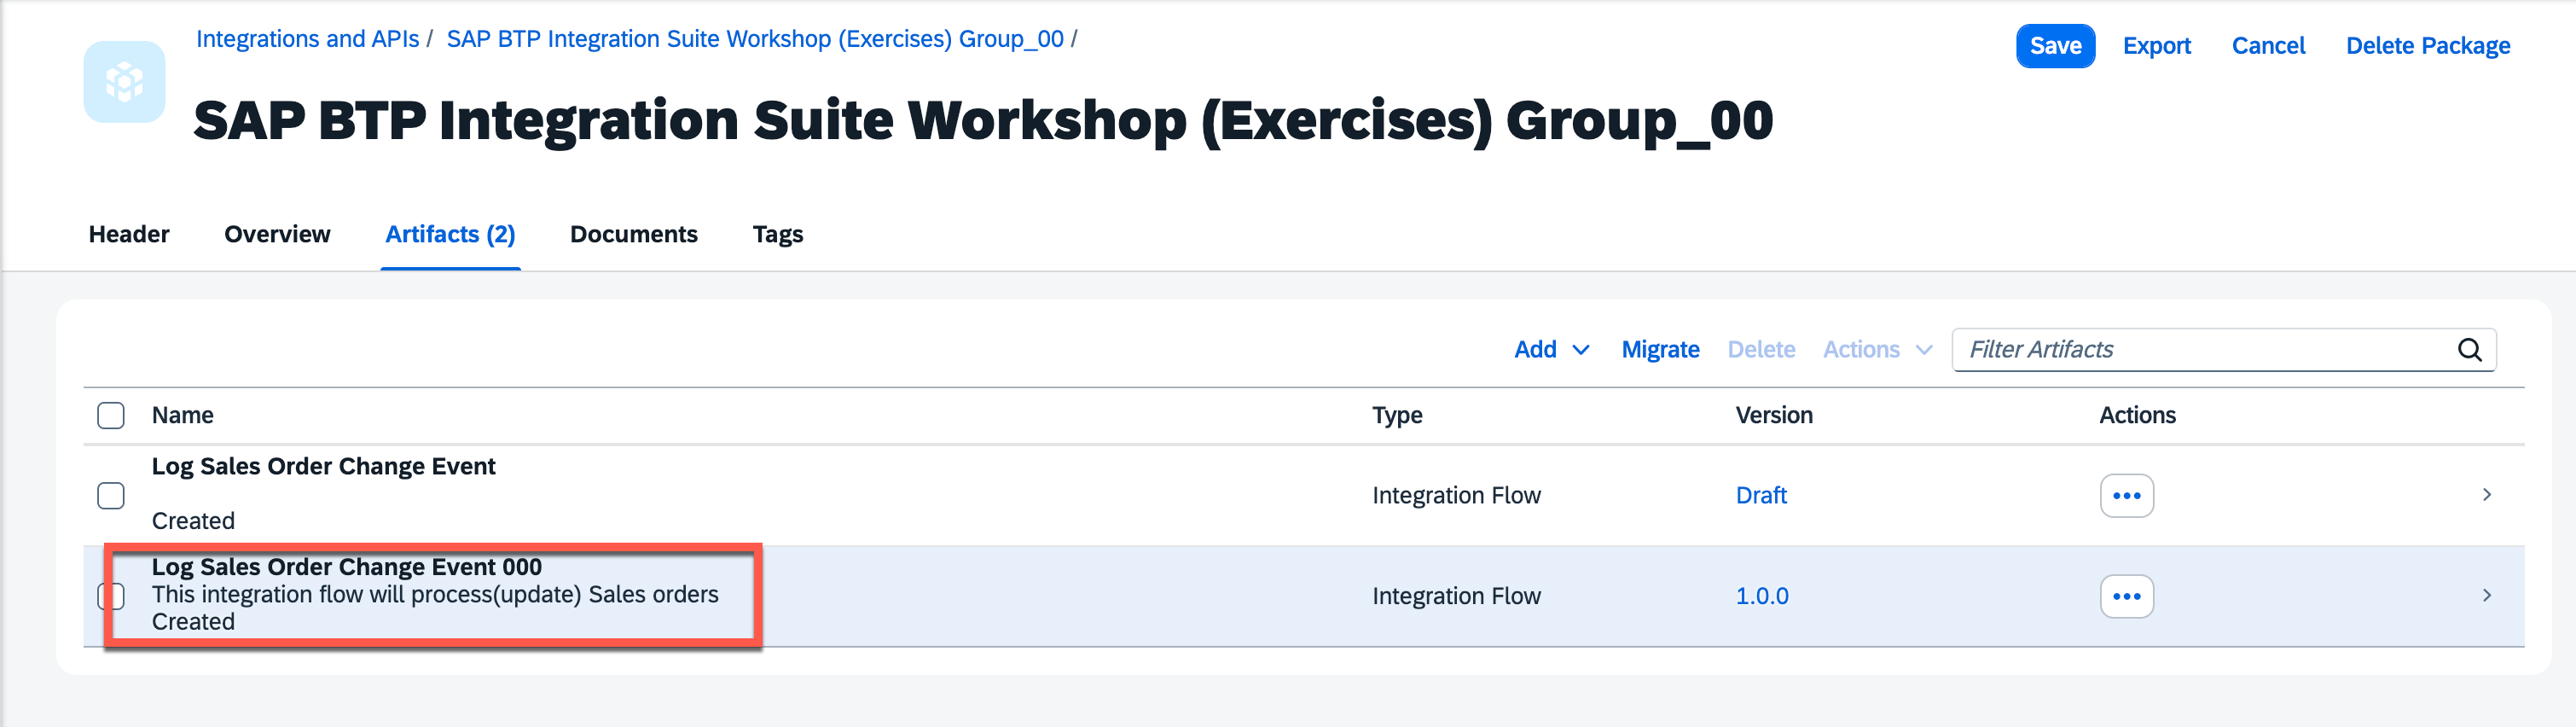 Integrations and APIs / SAP BTP Integration Suite Workshop (Exercises) Group_00 /
Save Export Cancel Delete Package
SAP BTP Integration Suite Workshop (Exercises) Group_00
Header Overview Artifacts (2) Documents Tags
Add Migrate Delete Actions Filter Artifacts
Name Type Version Actions
Log Sales Order Change Event
Integration Flow Draft
Created
Log Sales Order Change Event 000
This integration flow will process(update) Sales orders
Integration Flow 1.0.0
Created